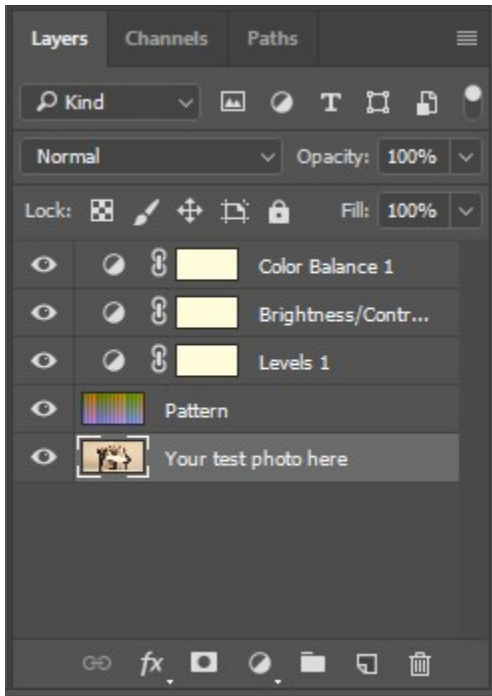 Layers Channels Paths
Kind T
Normal Opacity: 100%
Lock: Fill: 100%
Color Balance 1
Brightness/Contr...
Levels 1
Pattern
Your test photo here
fx